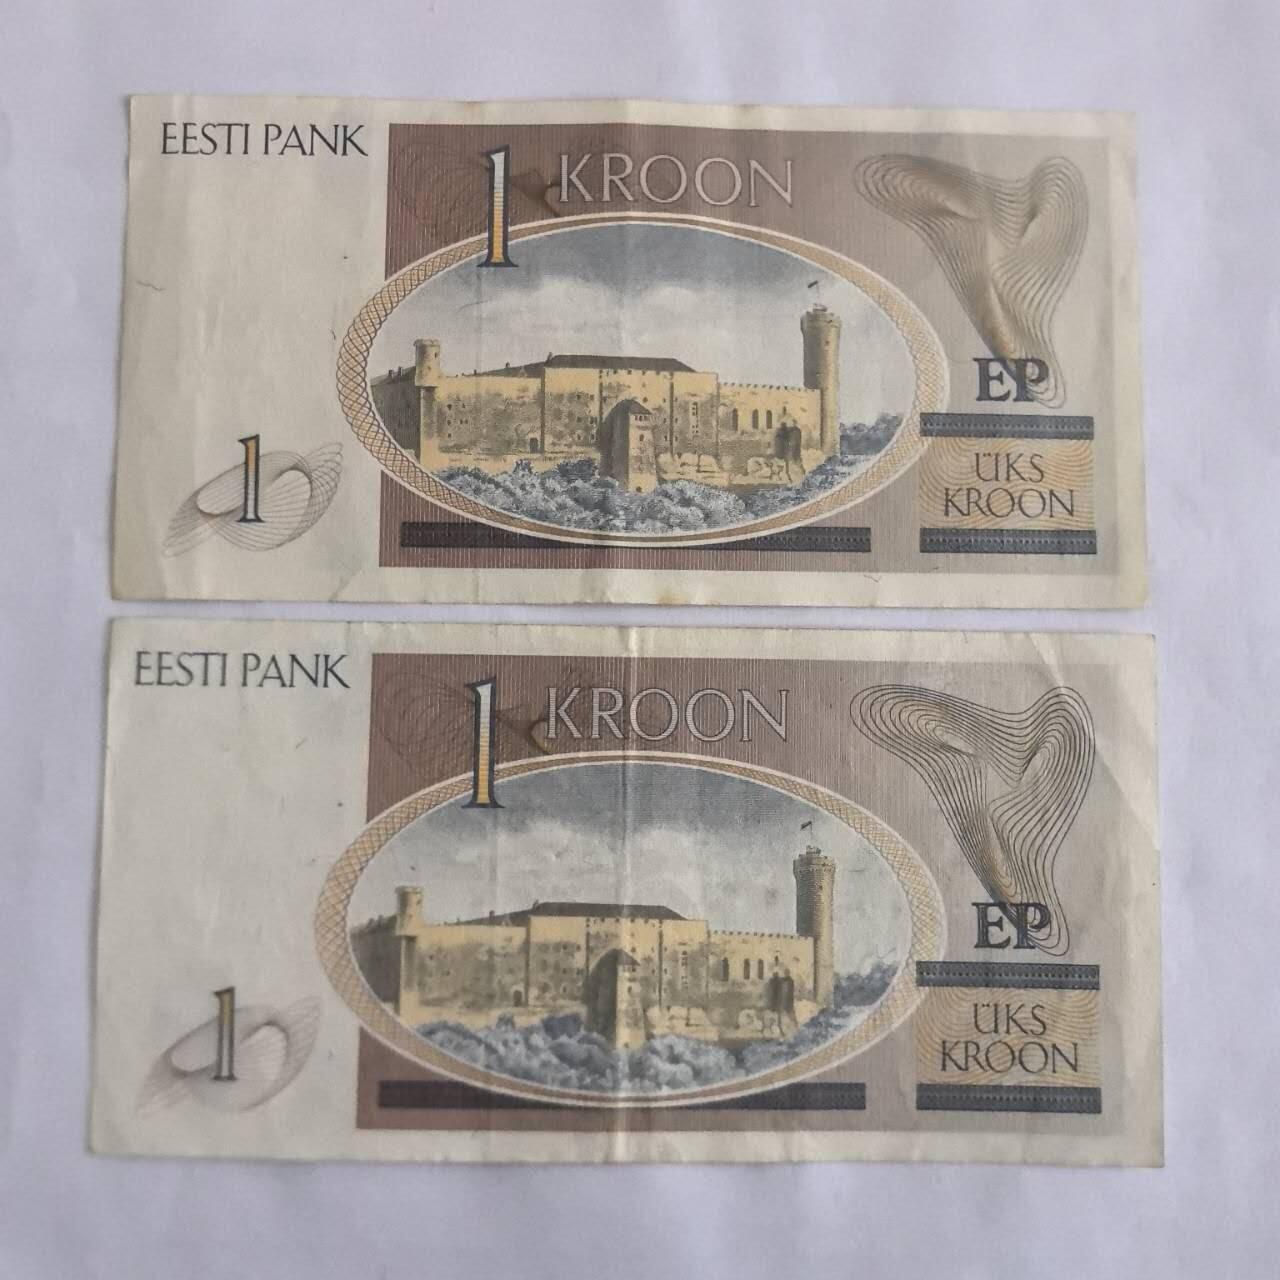 EESTI PANK
1 KROON
EP
1
ÜKS
KROON
EESTI PANK
1 KROON
EP
1
ÜKS
KROON